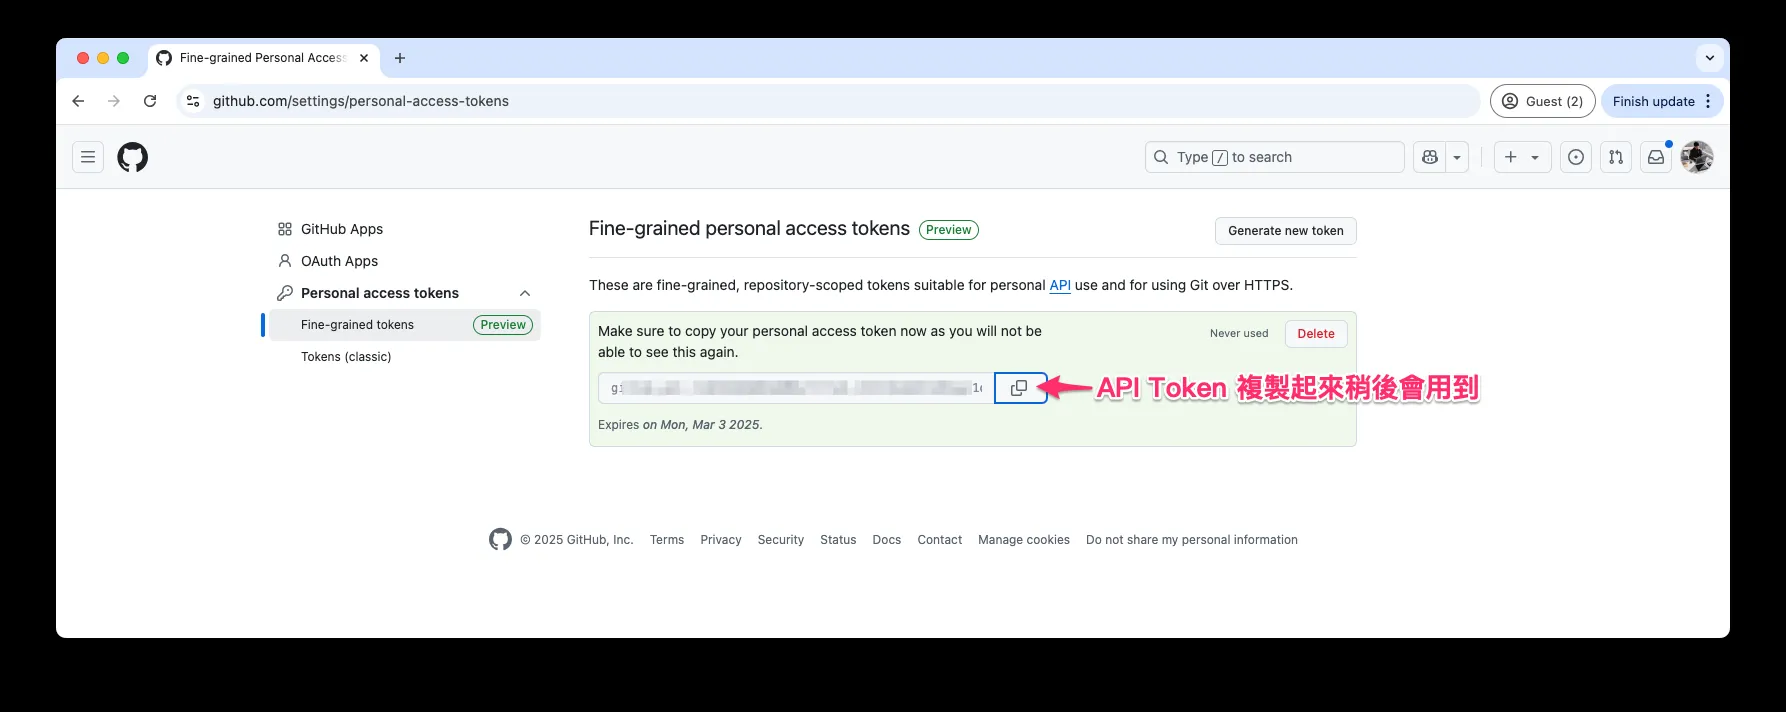 Fine-grained Personal Access
github.com/settings/personal-access-tokens
Guest (2)
Finish update
Type / to search
GitHub Apps
OAuth Apps
Personal access tokens
Fine-grained tokens Preview
Tokens (classic)
Fine-grained personal access tokens Preview
Generate new token
These are fine-grained, repository-scoped tokens suitable for personal API use and for using Git over HTTPS.
Make sure to copy your personal access token now as you will not be
able to see this again.
Never used
Delete
API Token 複製起來稍後會用到
Expires on Mon, Mar 3 2025.
© 2025 GitHub, Inc. Terms Privacy Security Status Docs Contact Manage cookies Do not share my personal information